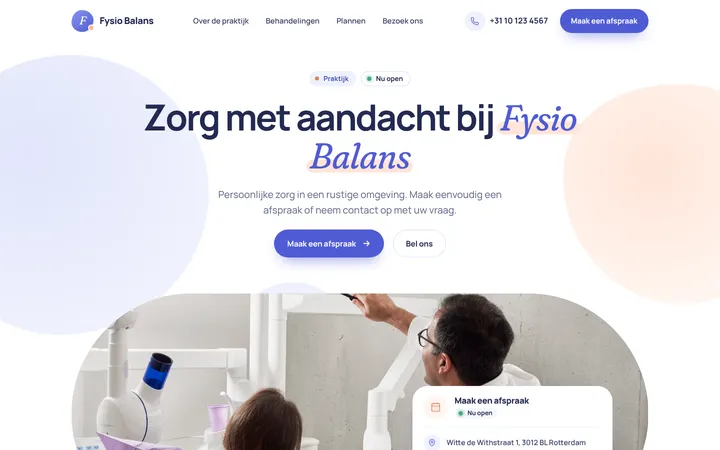 F Fysio Balans
Over de praktijk
Behandelingen
Plannen
Bezoek ons
+31 10 123 4567
Maak een afspraak
Praktijk
Nu open
Zorg met aandacht bij Fysio
Balans
Persoonlijke zorg in een rustige omgeving. Maak eenvoudig een
afspraak of neem contact op met uw vraag.
Maak een afspraak
Bel ons
Maak een afspraak
Nu open
Witte de Withstraat 1, 3012 BL Rotterdam